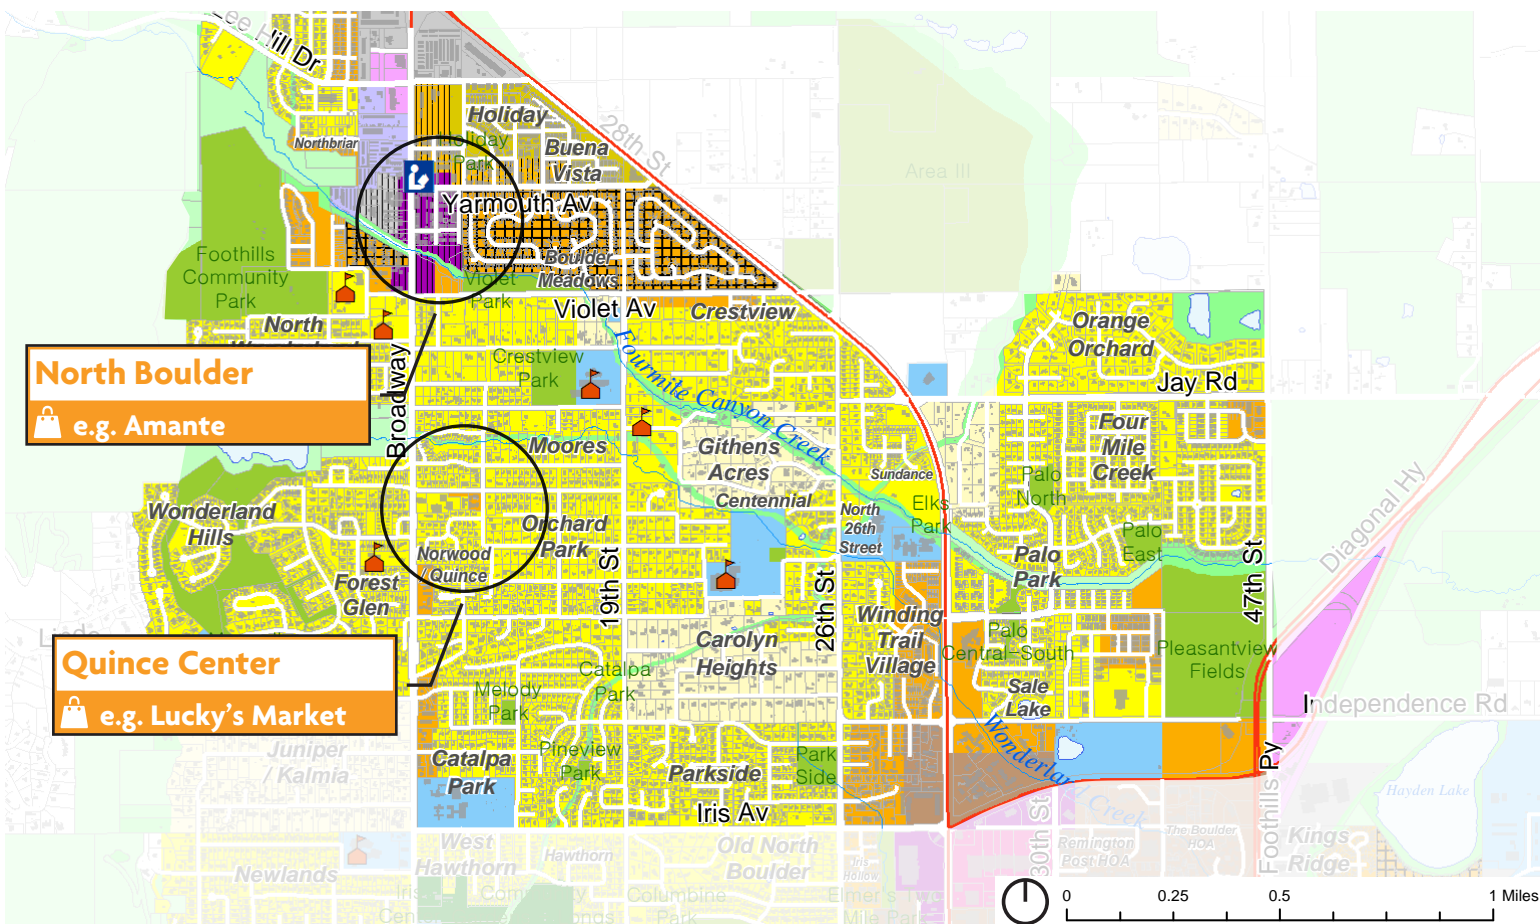 Lee Hill Dr
Holiday
28th St
Holiday
Park
Northbriar
Buena
Vista
Area III
Yarmouth Av
Foothills
Community
Park
Boulder
Meadows
Violet
Park
Violet Av
Crestview
North
Orange
Orchard
Fourmile Canyon Creek
Crestview
Park
North Boulder
e.g. Amante
Broadway
Jay Rd
Four
Mile
Creek
Moores
Githens
Acres
Sundance
Palo
North
Centennial
Elks
Park
Wonderland
Hills
Orchard
Park
North
26th
Street
Palo
East
Diagonal Hy
Norwood
/Quince
Palo
Park
Forest
Glen
19th St
26th St
47th St
Winding
Trail
Village
Carolyn
Heights
Palo
Central-South
Pleasantview
Fields
Quince Center
e.g. Lucky's Market
Catalpa
Park
Melody
Park
Sale
Lake
Independence Rd
Wonderland Creek
Juniper
/ Kalmia
Catalpa
Park
Pineview
Park
Parkside
Park
Side
Iris Av
Foothills Py
Hayden Lake
30th St
West
Hawthorn
Hawthorn
Old North
Boulder
Iris
Hollow
Remington
Post HOA
The Boulder
HOA
Kings
Ridge
Newlands
Columbine
Park
0 0.25 0.5 1 Miles